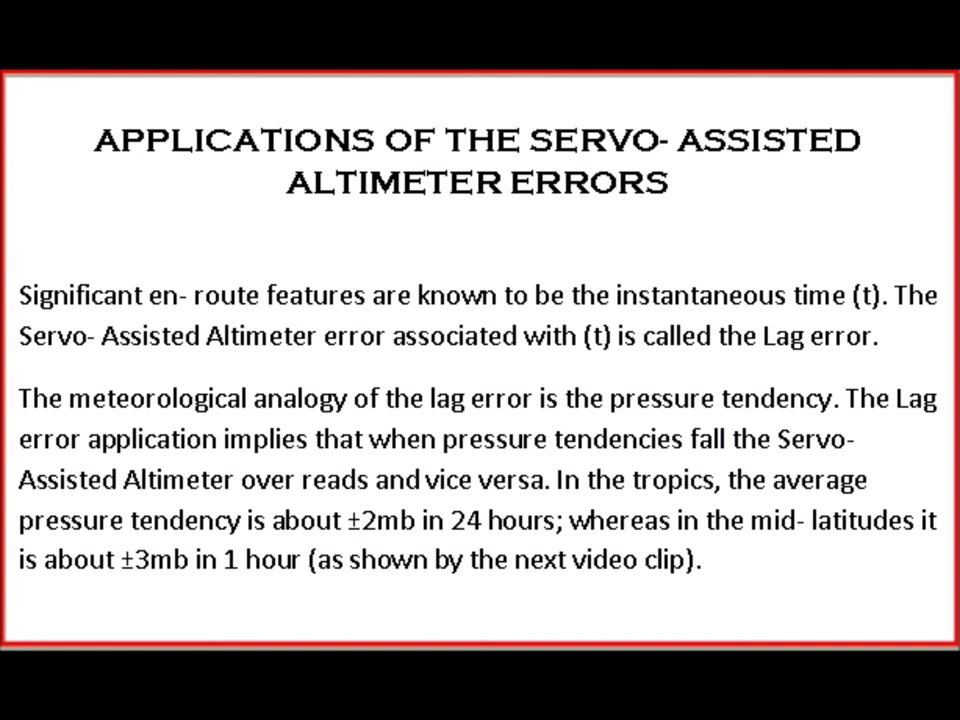 APPLICATIONS OF THE SERVO- ASSISTED
ALTIMETER ERRORS
Significant en- route features are known to be the instantaneous time (t). The
Servo- Assisted Altimeter error associated with (t) is called the Lag error.
The meteorological analogy of the lag error is the pressure tendency. The Lag
error application implies that when pressure tendencies fall the Servo-
Assisted Altimeter over reads and vice versa. In the tropics, the average
pressure tendency is about ±2mb in 24 hours; whereas in the mid- latitudes it
is about ±3mb in 1 hour (as shown by the next video clip).